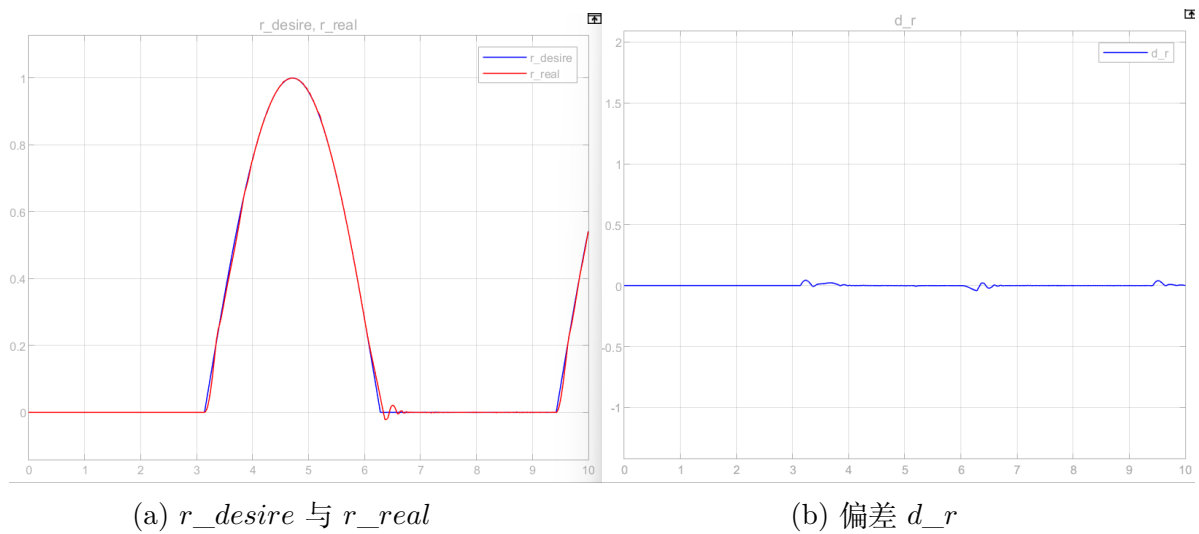 r_desire, r_real
r_desire
r_real
1
0.8
0.6
0.4
0.2
0
0 1 2 3 4 5 6 7 8 9 10
(a) r_desire 与 r_real
d_r
d_r
2
1.5
1
0.5
0
-0.5
-1
0 1 2 3 4 5 6 7 8 9 10
(b) 偏差 d_r